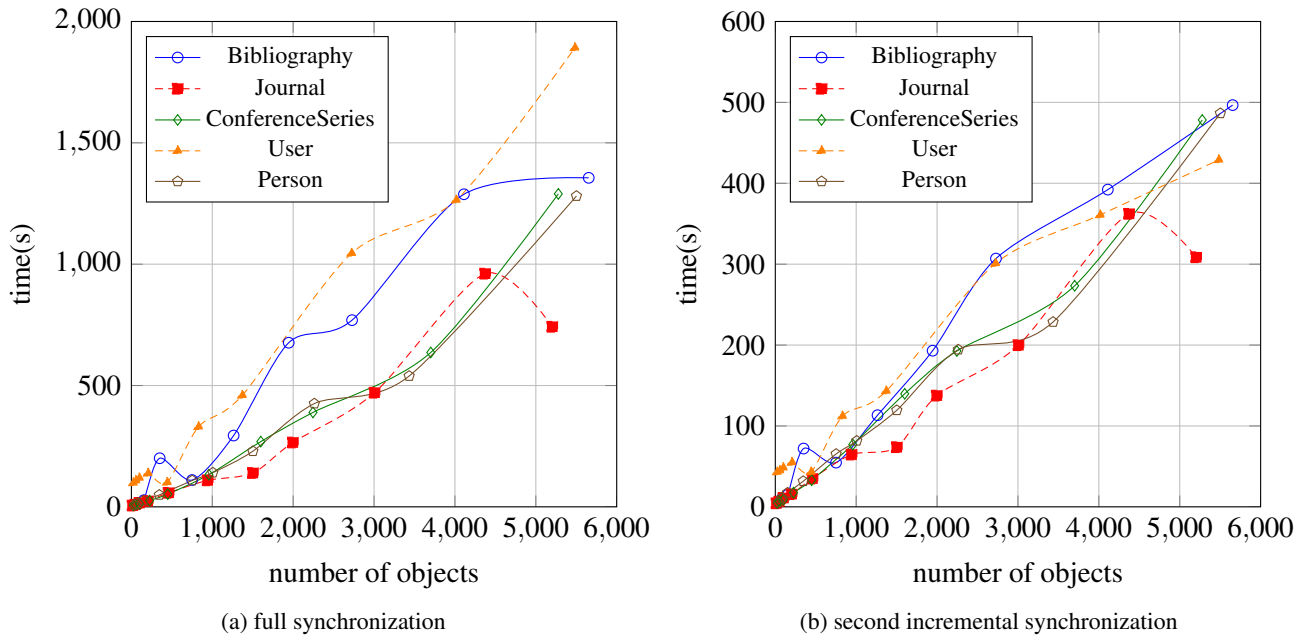 2,000
1,500
1,000
500
0
time(s)
Bibliography
Journal
ConferenceSeries
User
Person
0 1,000 2,000 3,000 4,000 5,000 6,000
number of objects
(a) full synchronization
600
500
400
300
200
100
0
time(s)
Bibliography
Journal
ConferenceSeries
User
Person
0 1,000 2,000 3,000 4,000 5,000 6,000
number of objects
(b) second incremental synchronization